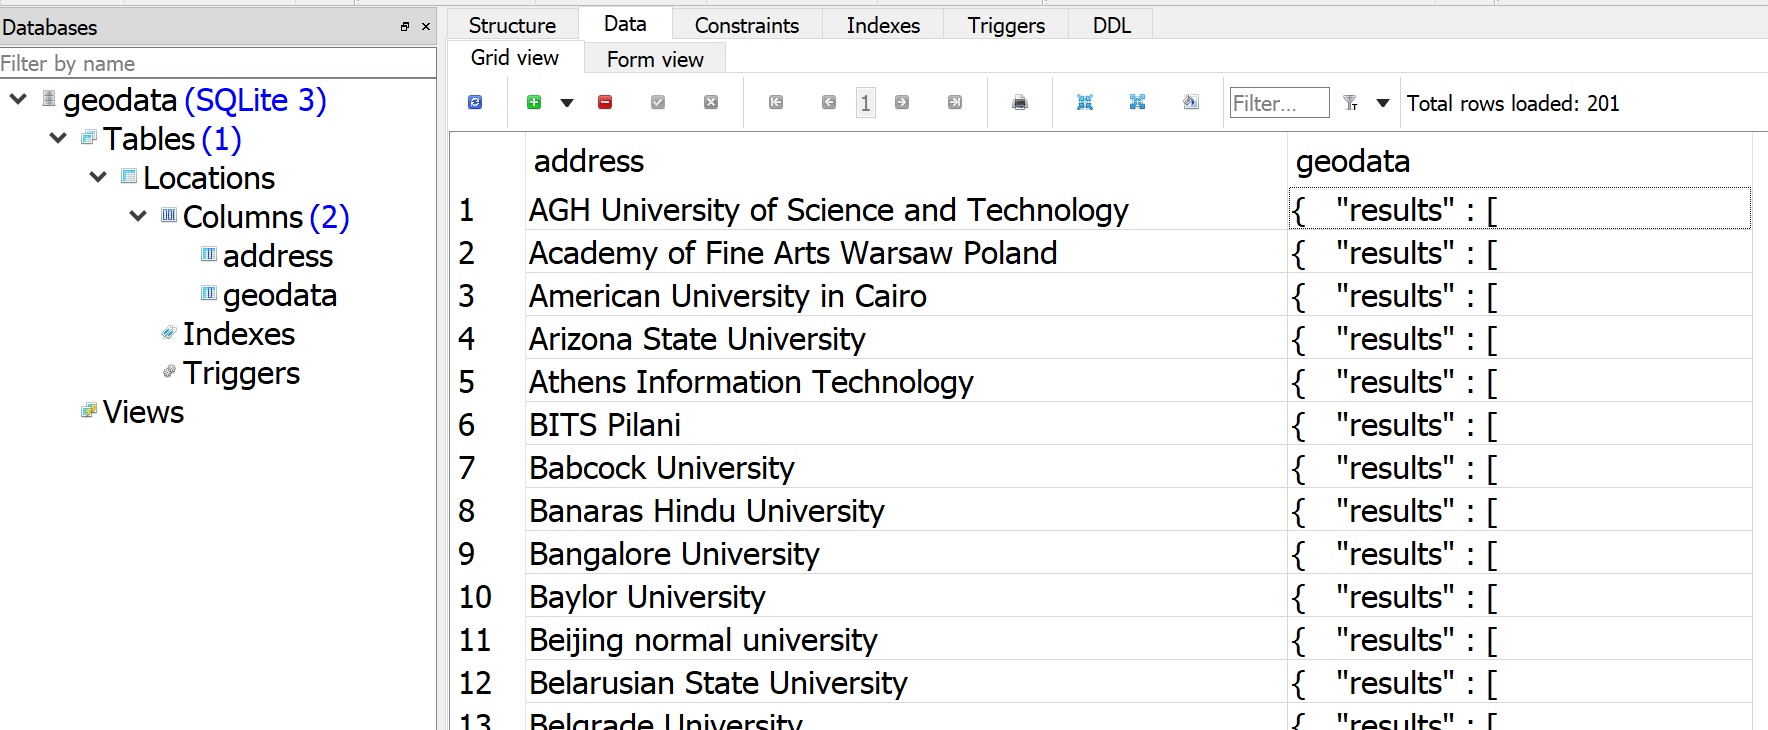 Databases
Filter by name
geodata (SQLite 3)
Tables (1)
Locations
Columns (2)
address
geodata
Indexes
Triggers
Views
Structure Data Constraints Indexes Triggers DDL
Grid view Form view
1 Filter... Total rows loaded: 201
address geodata
1 AGH University of Science and Technology { "results" : [
2 Academy of Fine Arts Warsaw Poland { "results" : [
3 American University in Cairo { "results" : [
4 Arizona State University { "results" : [
5 Athens Information Technology { "results" : [
6 BITS Pilani { "results" : [
7 Babcock University { "results" : [
8 Banaras Hindu University { "results" : [
9 Bangalore University { "results" : [
10 Baylor University { "results" : [
11 Beijing normal university { "results" : [
12 Belarusian State University { "results" : [
13 Belgrade University { "results" : [